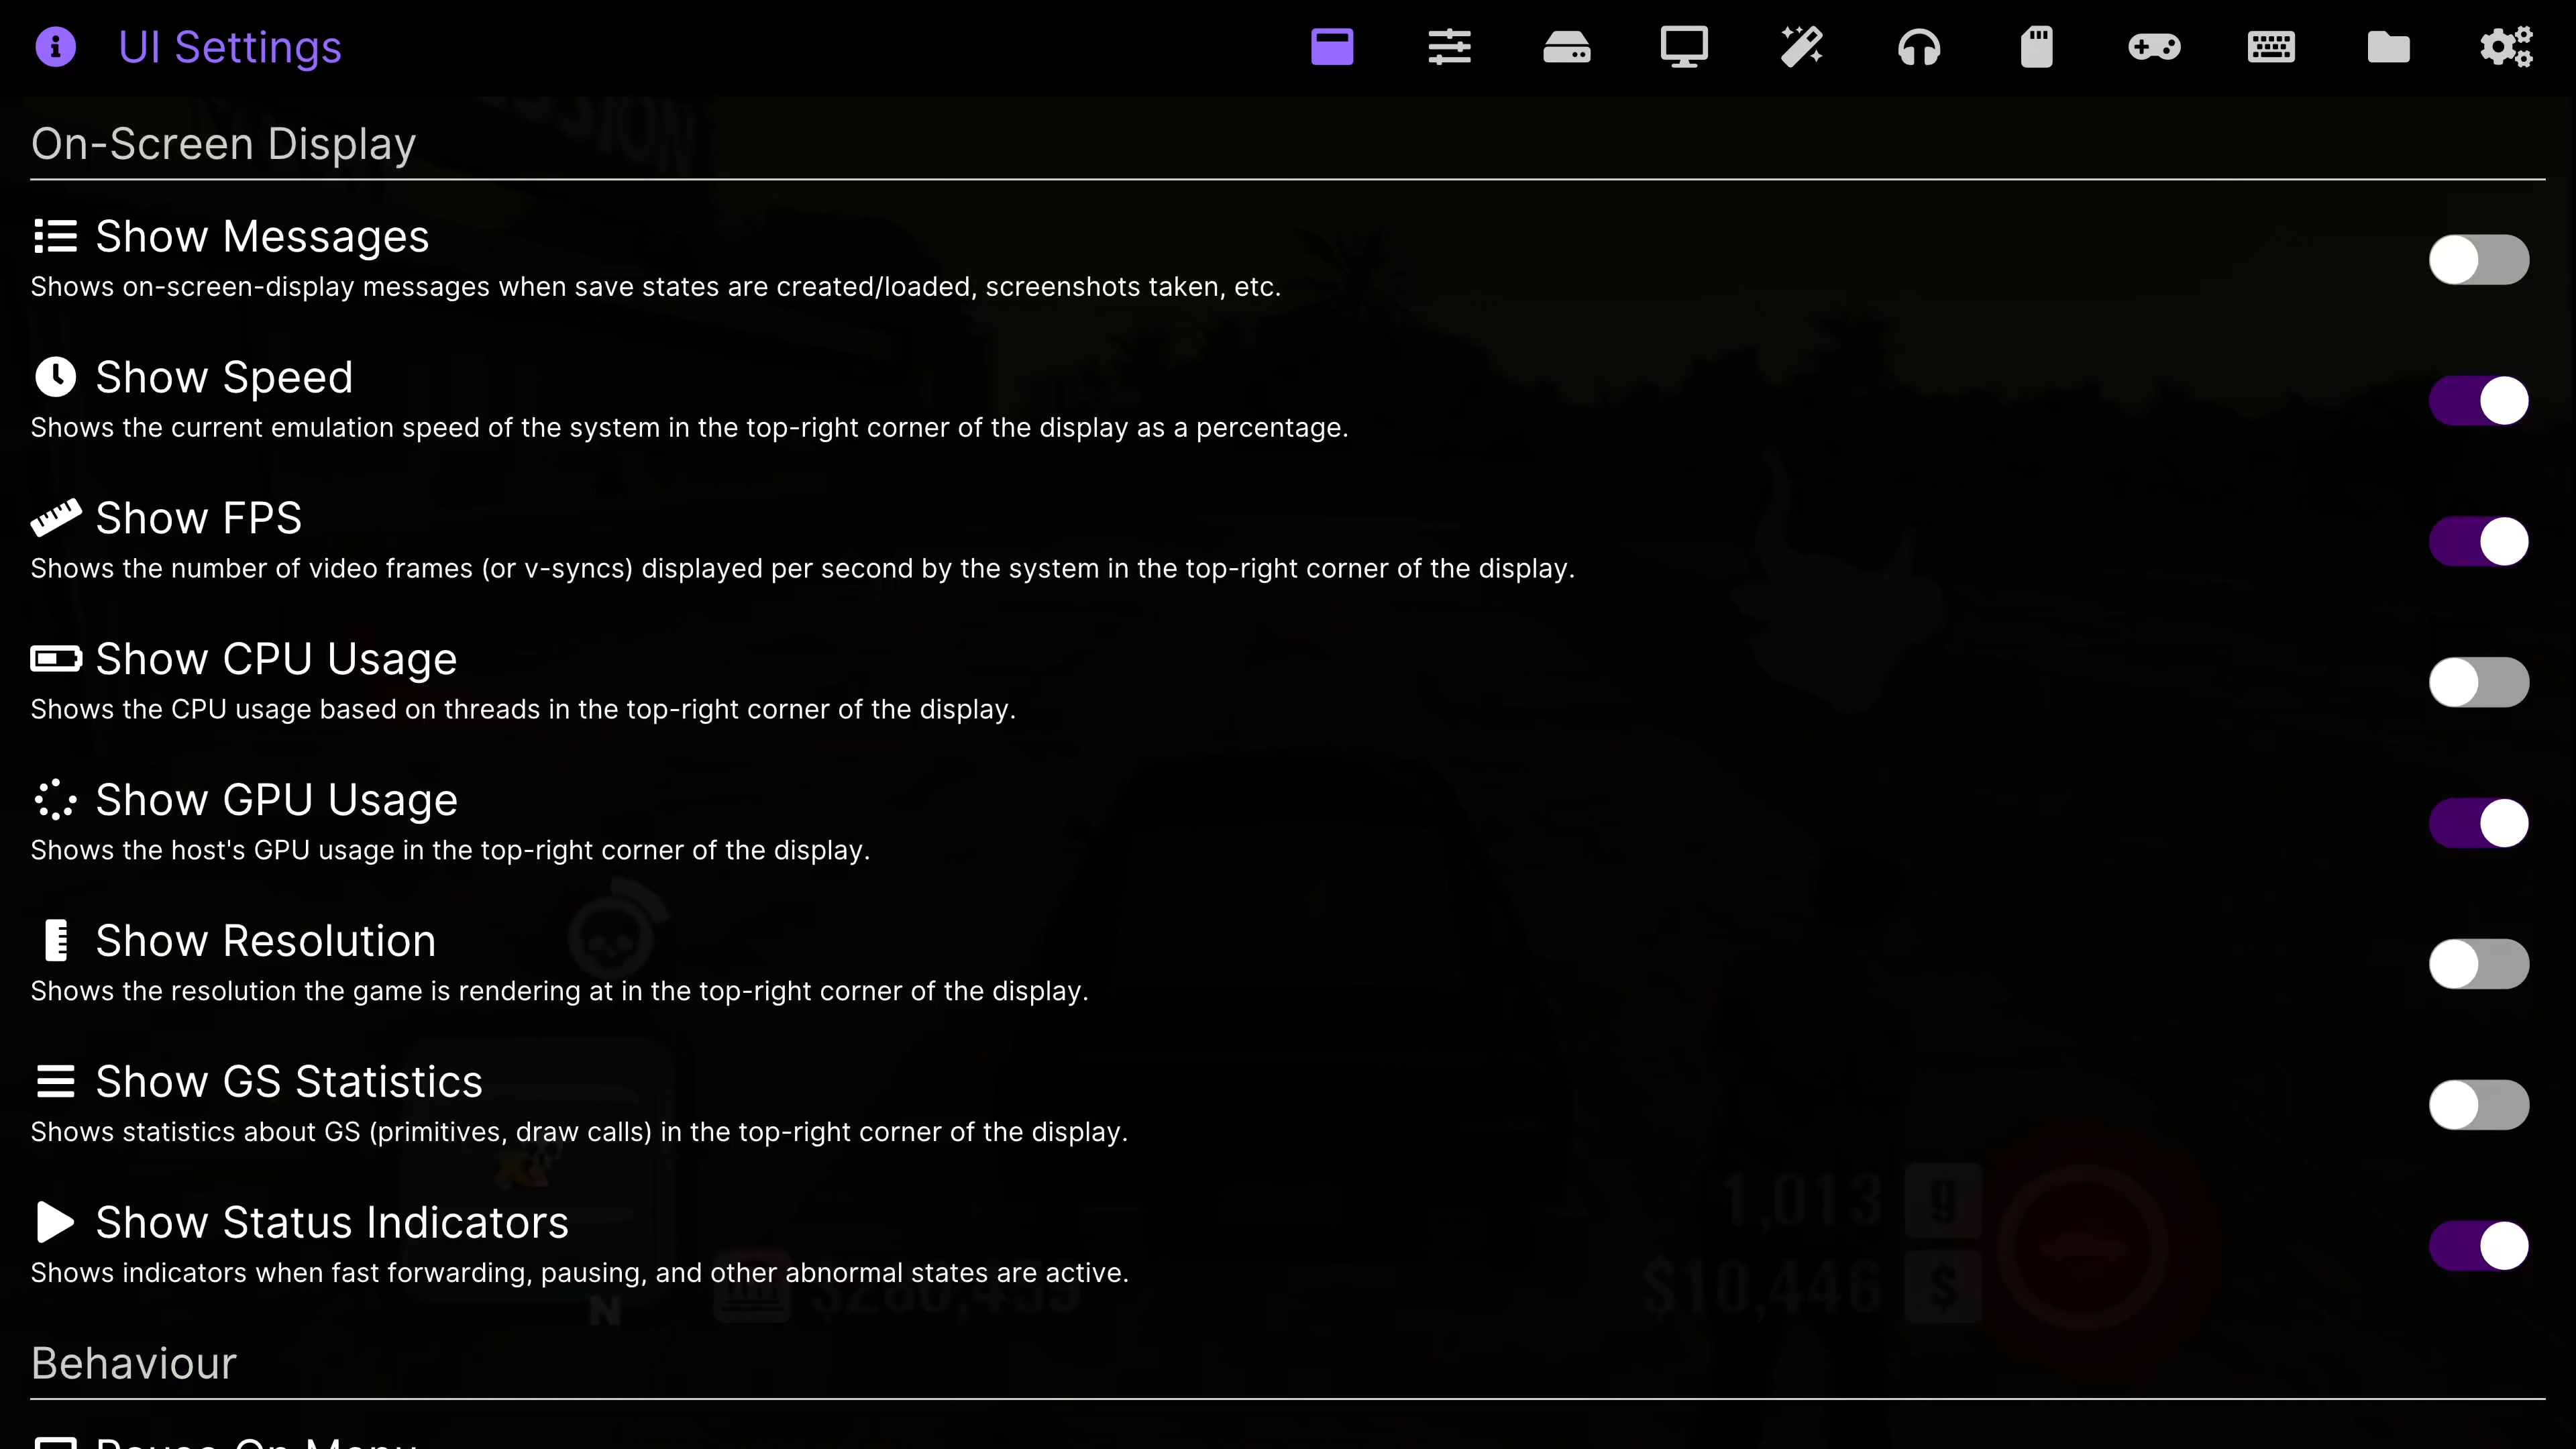 UI Settings
On-Screen Display
Show Messages
Shows on-screen-display messages when save states are created/loaded, screenshots taken, etc.
Show Speed
Shows the current emulation speed of the system in the top-right corner of the display as a percentage.
Show FPS
Shows the number of video frames (or v-syncs) displayed per second by the system in the top-right corner of the display.
Show CPU Usage
Shows the CPU usage based on threads in the top-right corner of the display.
Show GPU Usage
Shows the host's GPU usage in the top-right corner of the display.
Show Resolution
Shows the resolution the game is rendering at in the top-right corner of the display.
Show GS Statistics
Shows statistics about GS (primitives, draw calls) in the top-right corner of the display.
1,013 g
Show Status Indicators
Shows indicators when fast forwarding, pausing, and other abnormal states are active.
$10,446 $
N
Behaviour
Pause On Menu